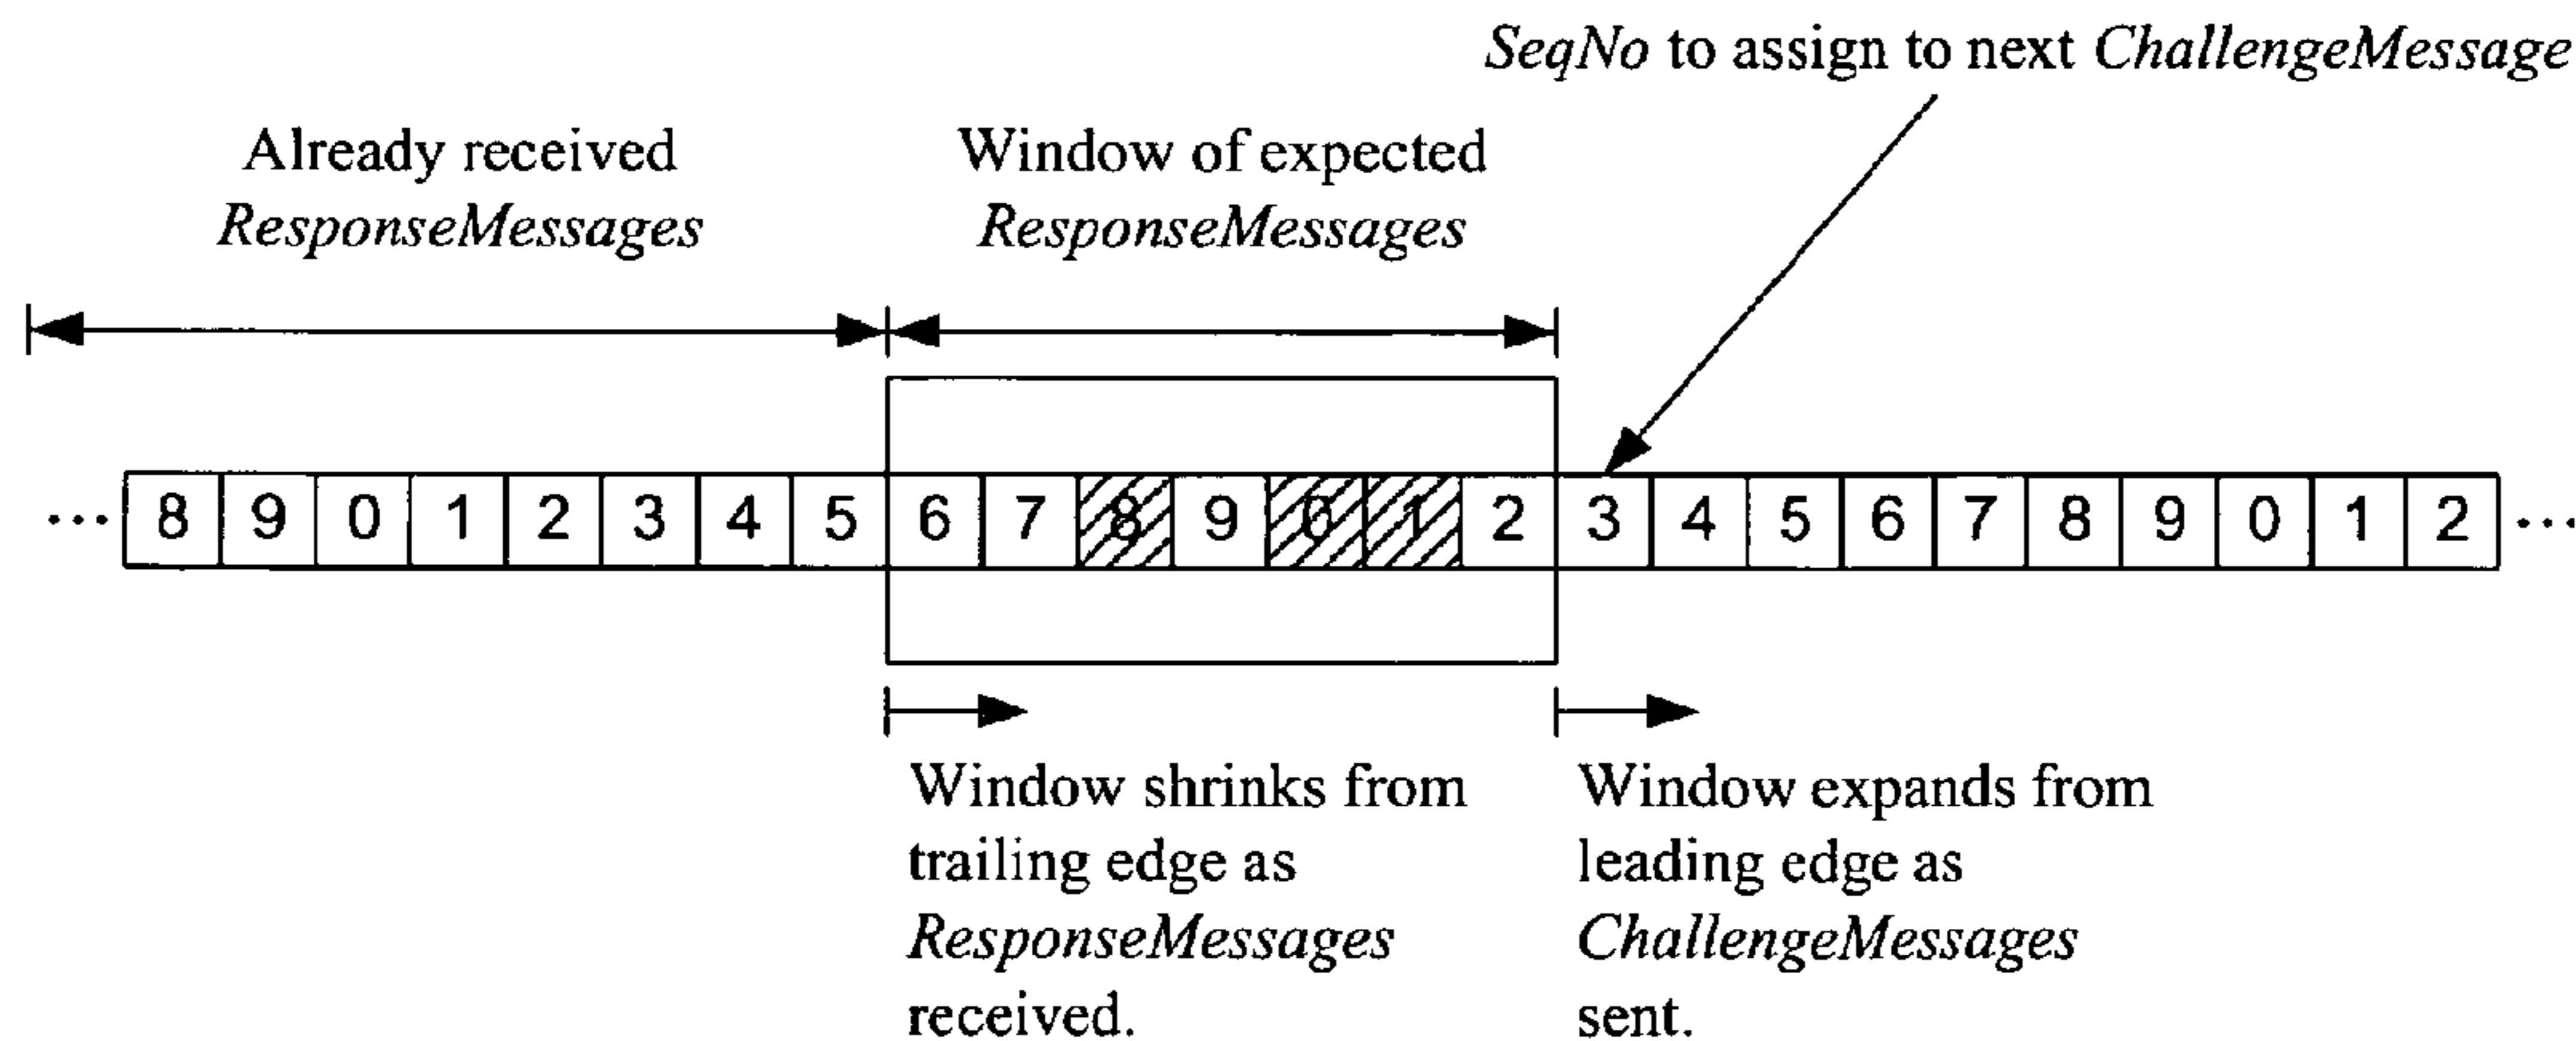 SeqNo to assign to next ChallengeMessage
Already received
ResponseMessages
Window of expected
ResponseMessages
... 8 9 0 1 2 3 4 5 6 7 8 9 0 1 2 3 4 5 6 7 8 9 0 1 2 ...
Window shrinks from
trailing edge as
ResponseMessages
received.
Window expands from
leading edge as
ChallengeMessages
sent.